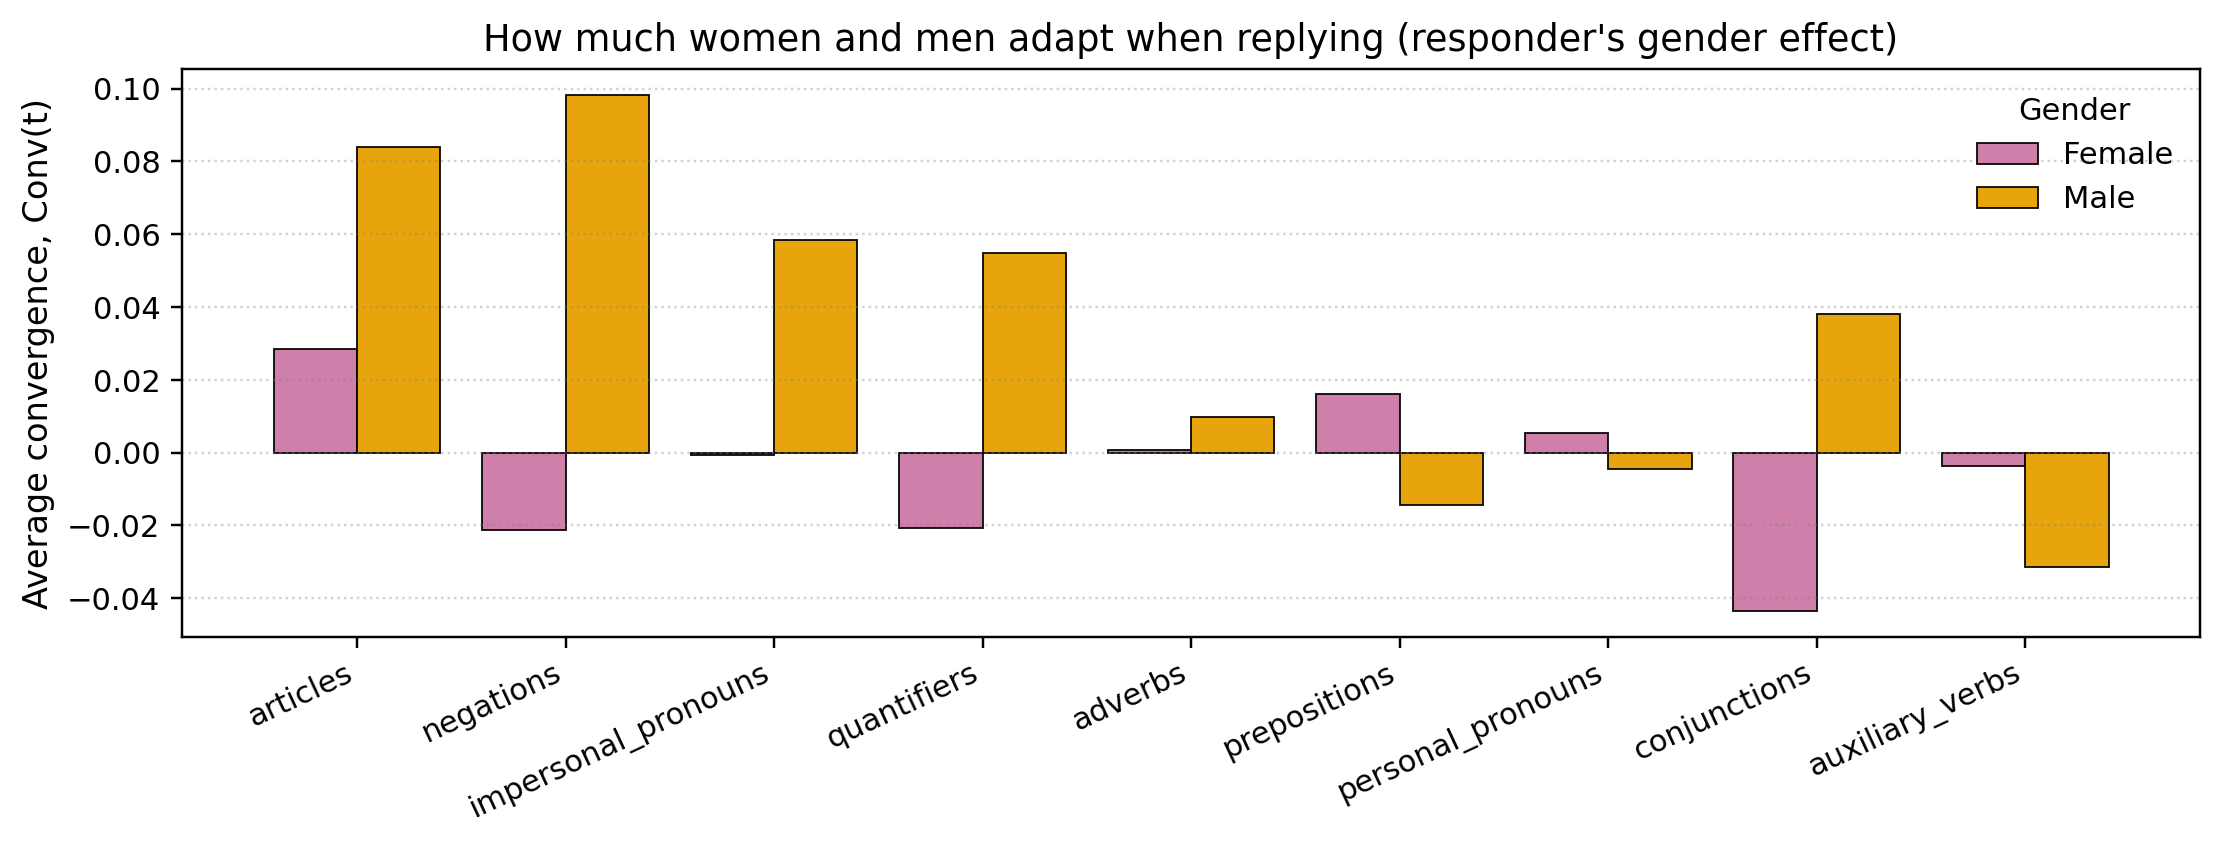 How much women and men adapt when replying (responder's gender effect)
Average convergence, Conv(t)
0.10
0.08
0.06
0.04
0.02
0.00
−0.02
−0.04
Gender
Female
Male
articles
negations
impersonal_pronouns
quantifiers
adverbs
prepositions
personal_pronouns
conjunctions
auxiliary_verbs